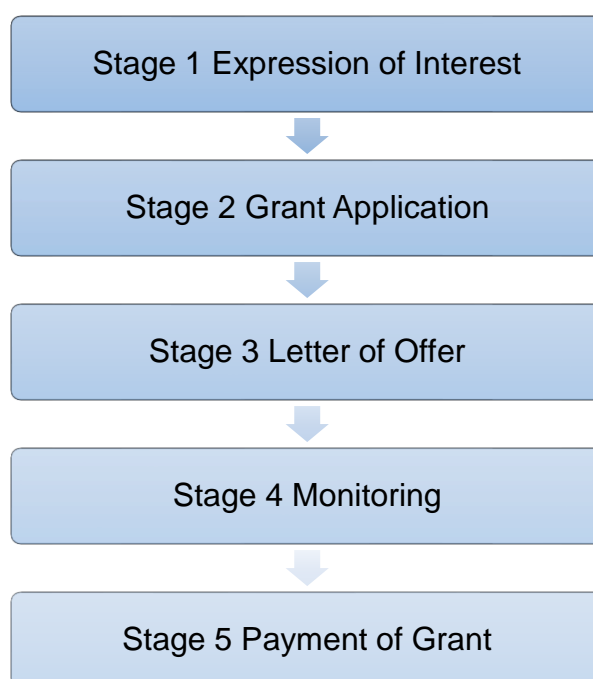 Stage 1 Expression of Interest
Stage 2 Grant Application
Stage 3 Letter of Offer
Stage 4 Monitoring
Stage 5 Payment of Grant